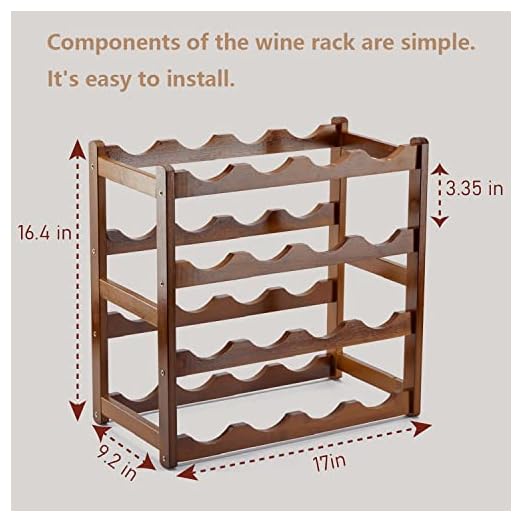 Components of the wine rack are simple.
It's easy to install.
3.35 in
16.4 in
9.2 in
17in